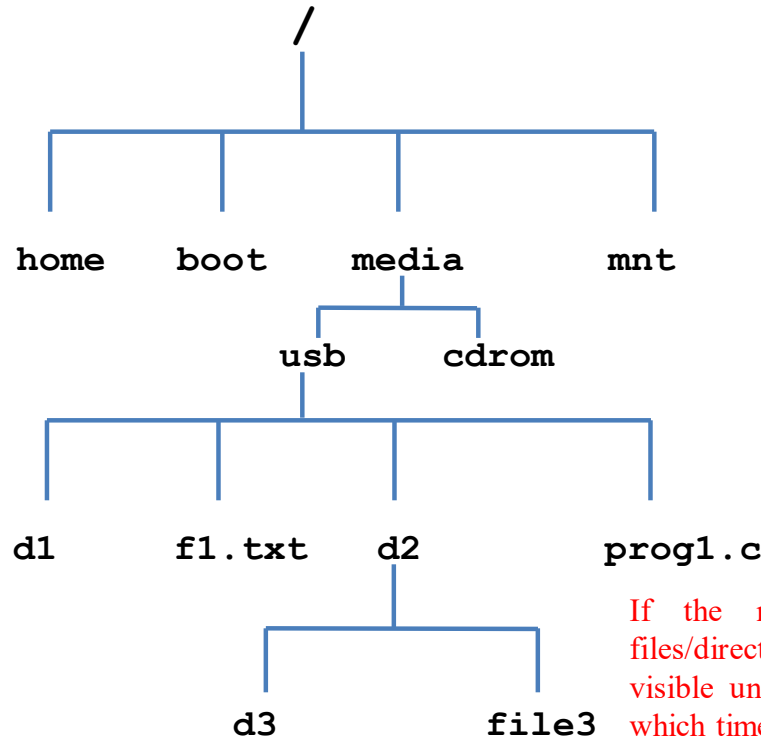 /
home boot media mnt
usb cdrom
d1 f1.txt d2 prog1.c
If the
files/direct
visible un
d3 file3 which time